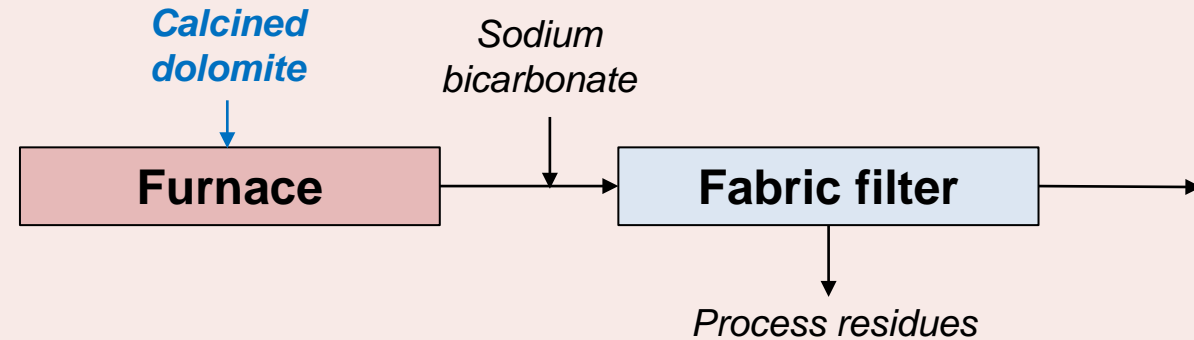 Calcined
dolomite
Sodium
bicarbonate
Furnace
Fabric filter
Process residues